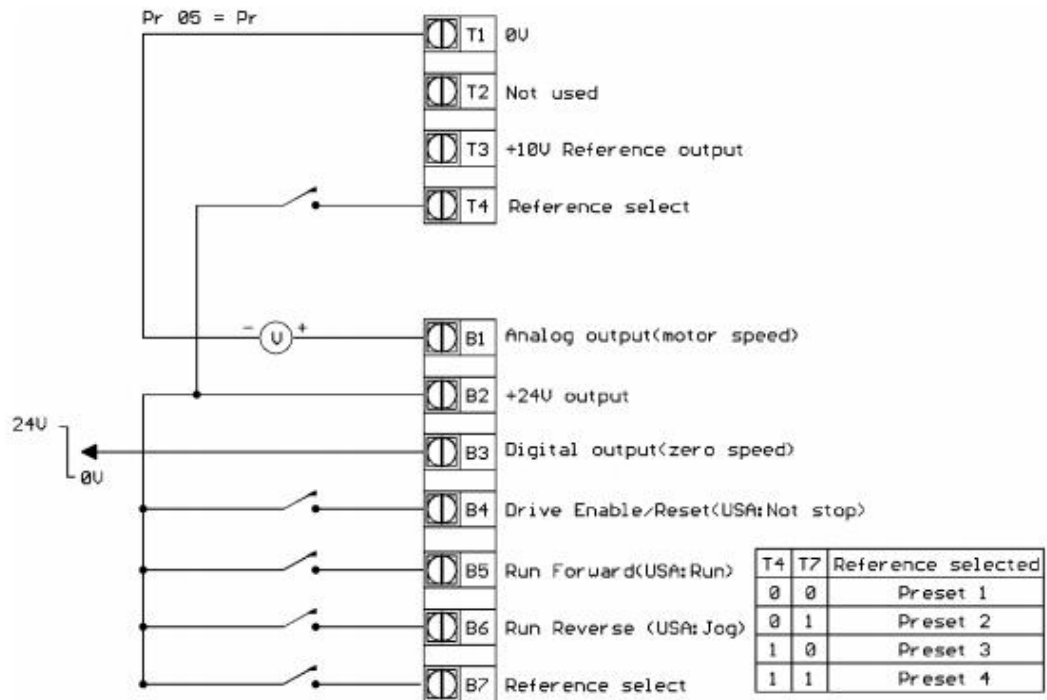 Pr 05 = Pr
T1 0V
T2 Not used
T3 +10V Reference output
T4 Reference select
- V +
B1 Analog output(motor speed)
B2 +24V output
24V
0V
B3 Digital output(zero speed)
B4 Drive Enable/Reset(USA:Not stop)
B5 Run Forward(USA:Run)
B6 Run Reverse (USA:Jog)
B7 Reference select
T4 T7 Reference selected
0 0 Preset 1
0 1 Preset 2
1 0 Preset 3
1 1 Preset 4